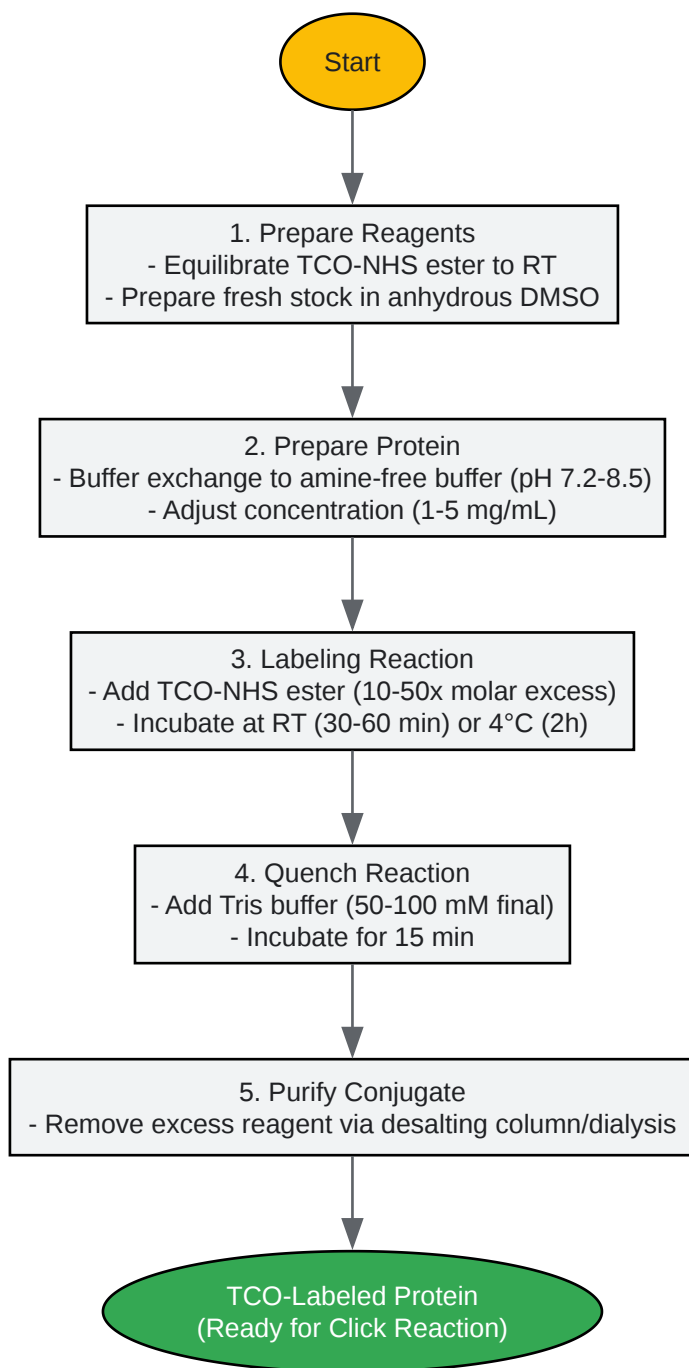 Start
1. Prepare Reagents
- Equilibrate TCO-NHS ester to RT
- Prepare fresh stock in anhydrous DMSO
2. Prepare Protein
- Buffer exchange to amine-free buffer (pH 7.2-8.5)
- Adjust concentration (1-5 mg/mL)
3. Labeling Reaction
- Add TCO-NHS ester (10-50x molar excess)
- Incubate at RT (30-60 min) or 4°C (2h)
4. Quench Reaction
- Add Tris buffer (50-100 mM final)
- Incubate for 15 min
5. Purify Conjugate
- Remove excess reagent via desalting column/dialysis
TCO-Labeled Protein
(Ready for Click Reaction)